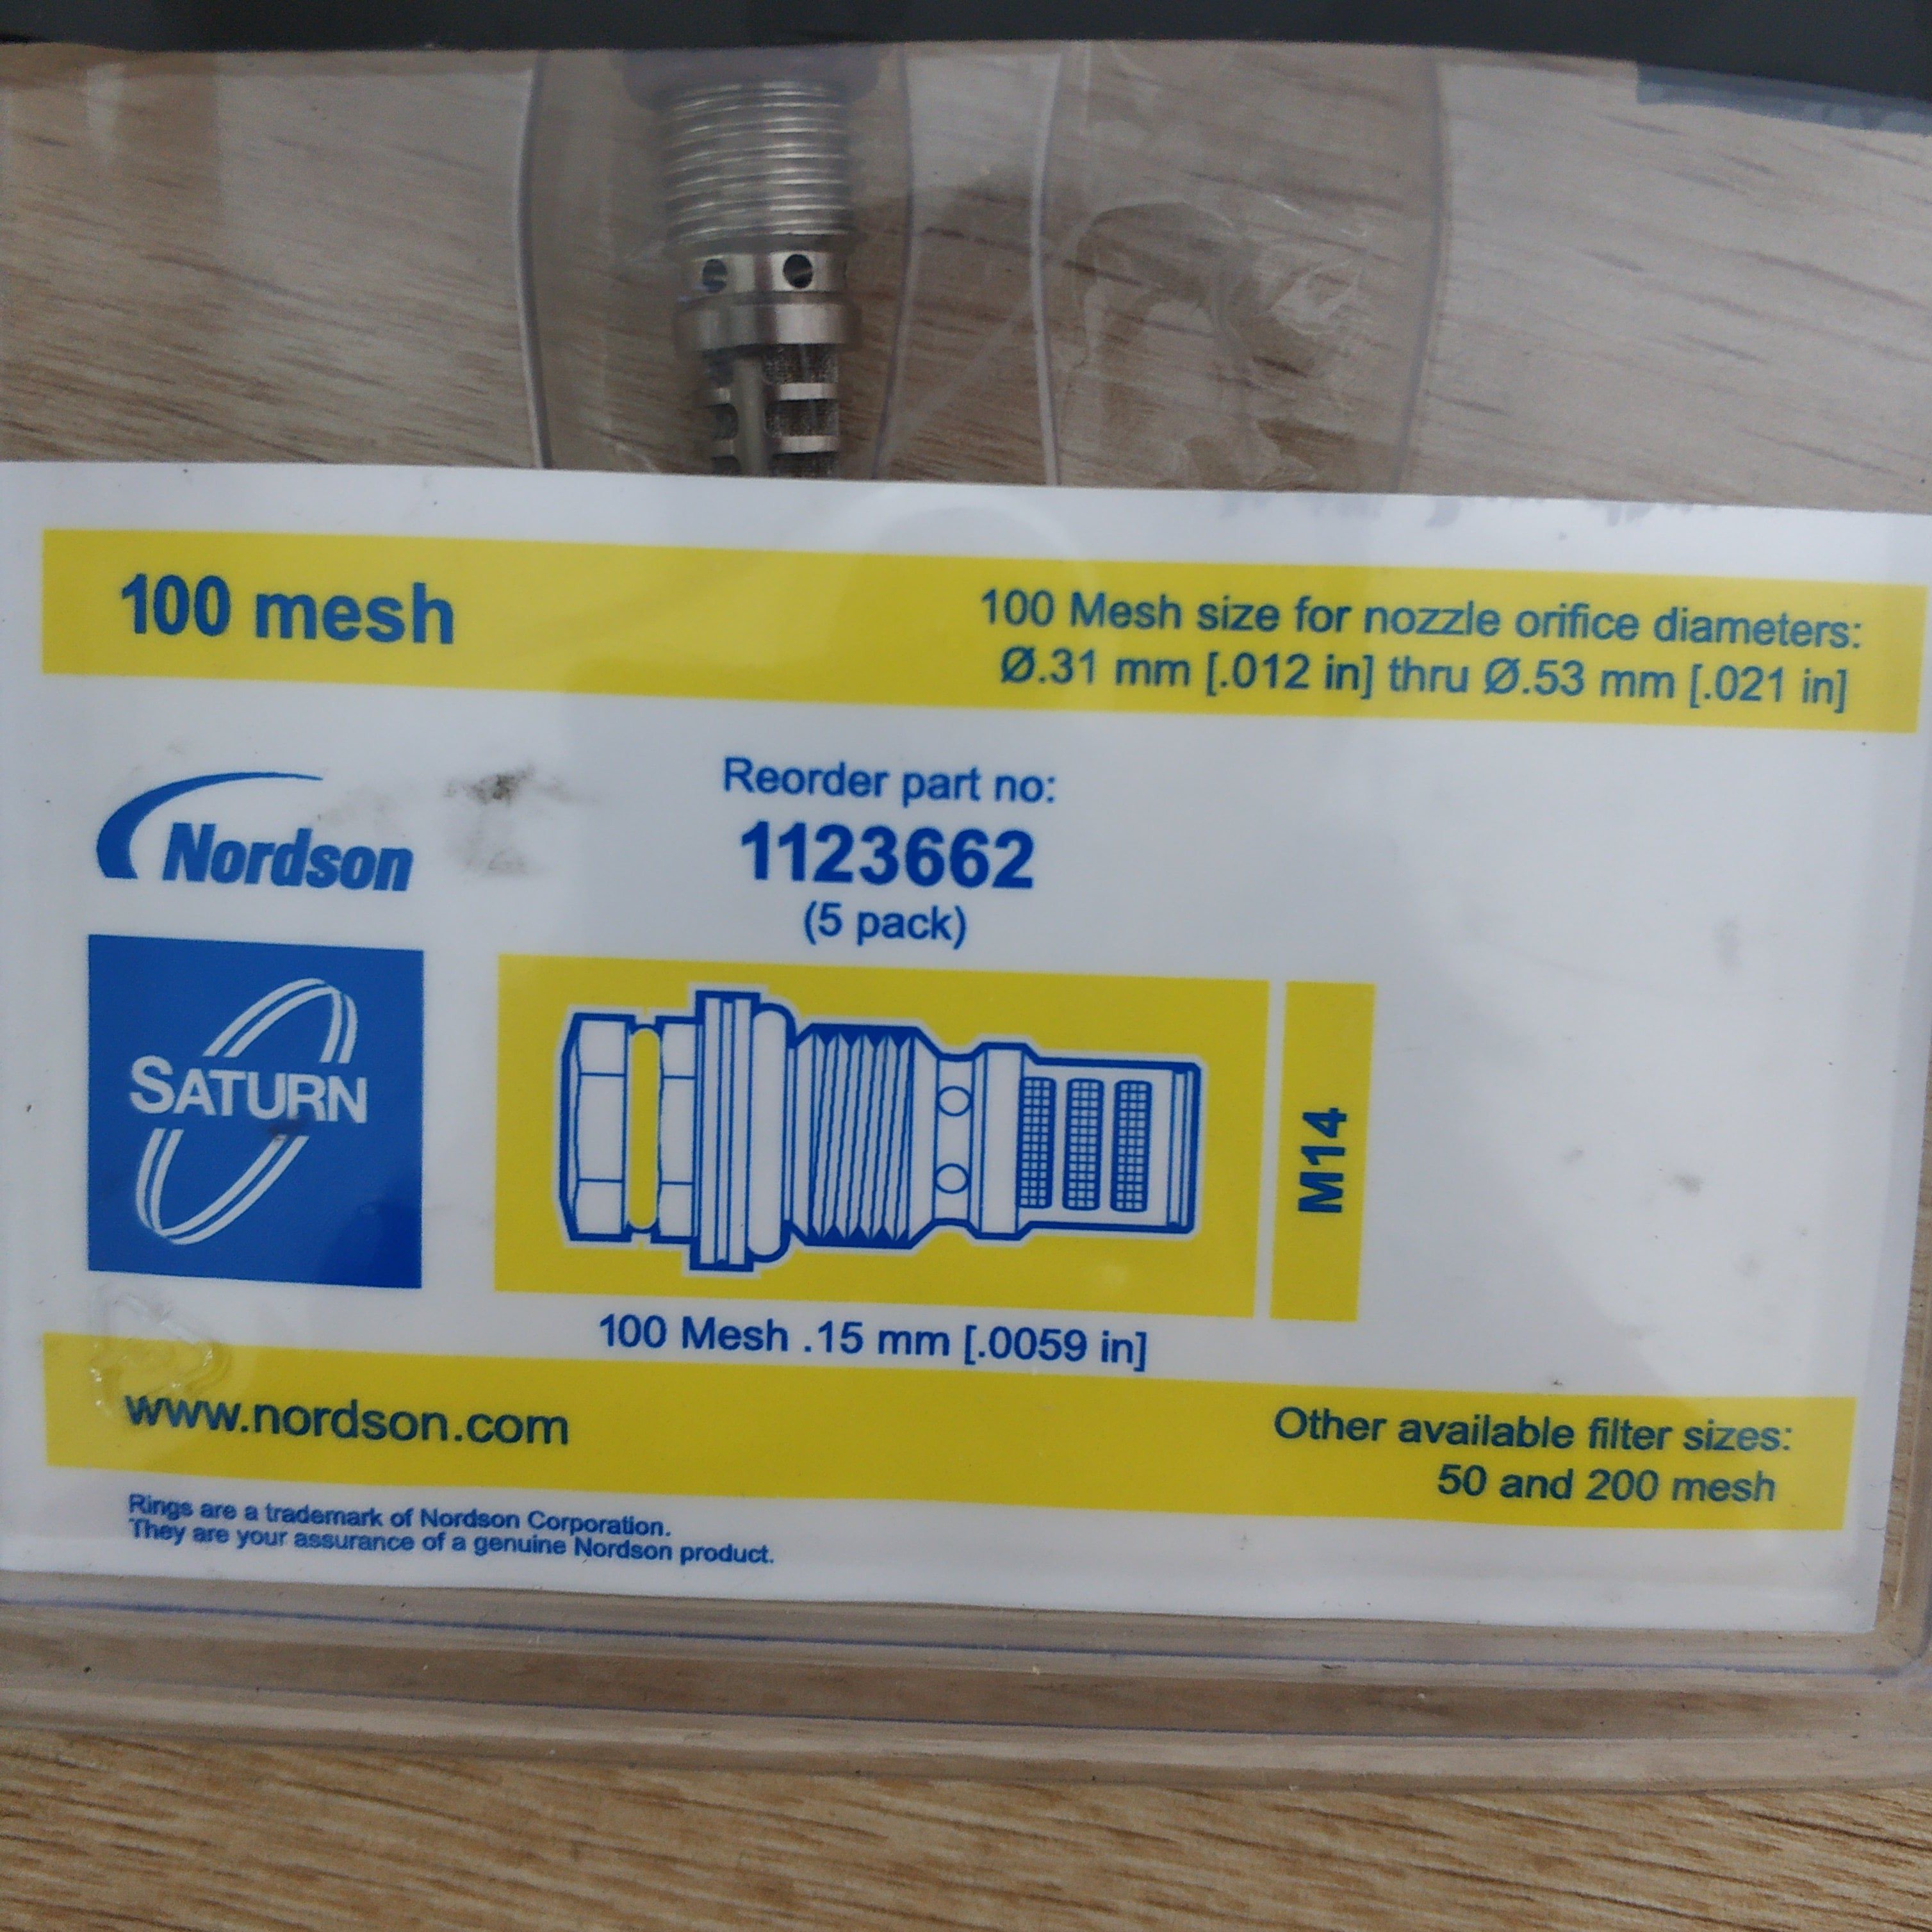 100 mesh
100 Mesh size for nozzle orifice diameters:
Ø.31 mm [.012 in] thru Ø.53 mm [.021 in]
Nordson
Reorder part no:
1123662
(5 pack)
SATURN
M14
100 Mesh .15 mm [.0059 in]
www.nordson.com
Other available filter sizes:
50 and 200 mesh
Rings are a trademark of Nordson Corporation.
They are your assurance of a genuine Nordson product.